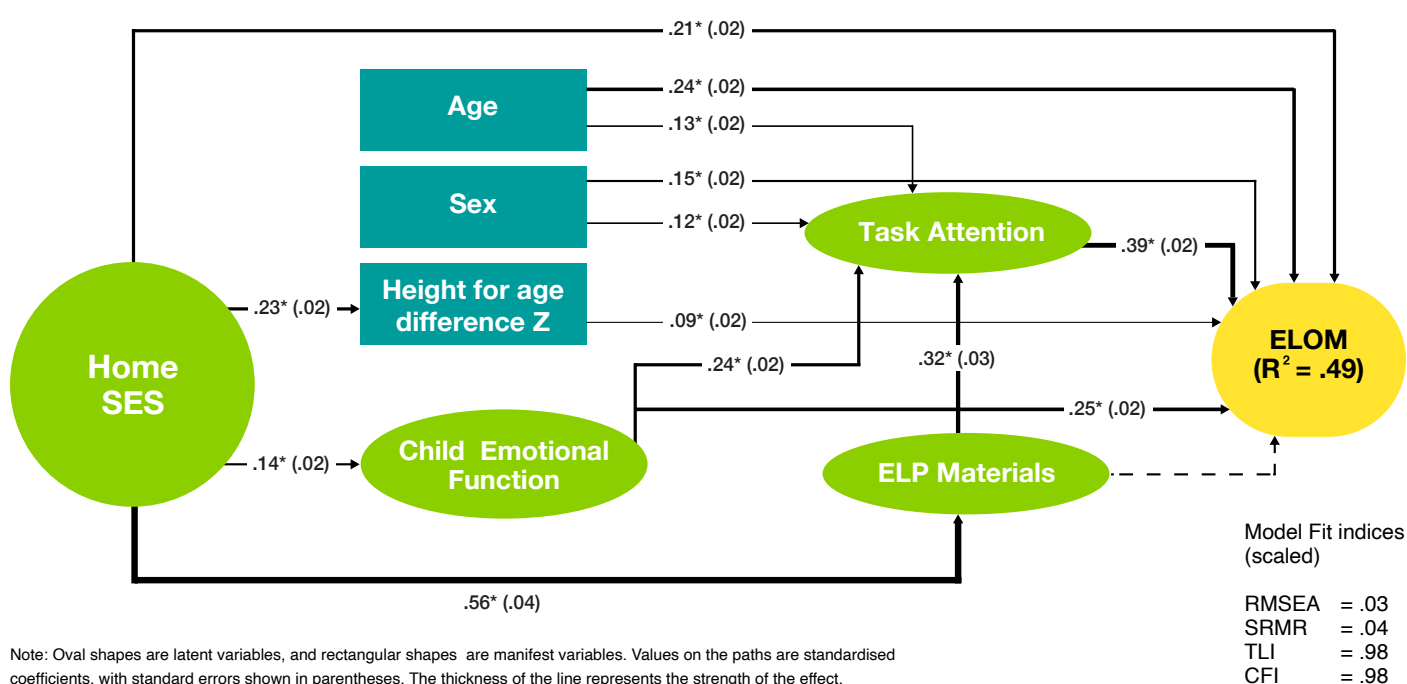 .21* (.02)
Age
.24* (.02)
.13* (.02)
Sex
.15* (.02)
.12* (.02)
Task Attention
.39* (.02)
Height for age
difference Z
.23* (.02)
.09* (.02)
Home
SES
ELOM
(R² = .49)
.24* (.02)
.32* (.03)
.25* (.02)
.14* (.02)
Child Emotional
Function
ELP Materials
.56* (.04)
Model Fit indices
(scaled)
RMSEA = .03
SRMR = .04
TLI = .98
CFI = .98
Note: Oval shapes are latent variables, and rectangular shapes are manifest variables. Values on the paths are standardised
coefficients, with standard errors shown in parentheses. The thickness of the line represents the strength of the effect.